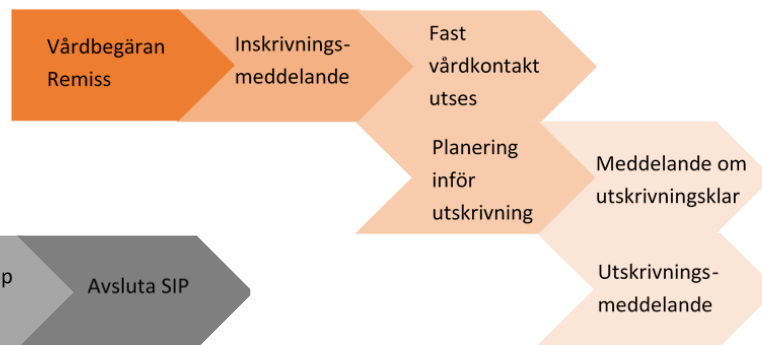 Vårdbegäran
Remiss
Inskrivnings-
meddelande
Fast
vårdkontakt
utses
Planering
inför
utskrivning
Meddelande om
utskrivningsklar
Utskrivnings-
meddelande
p
Avsluta SIP